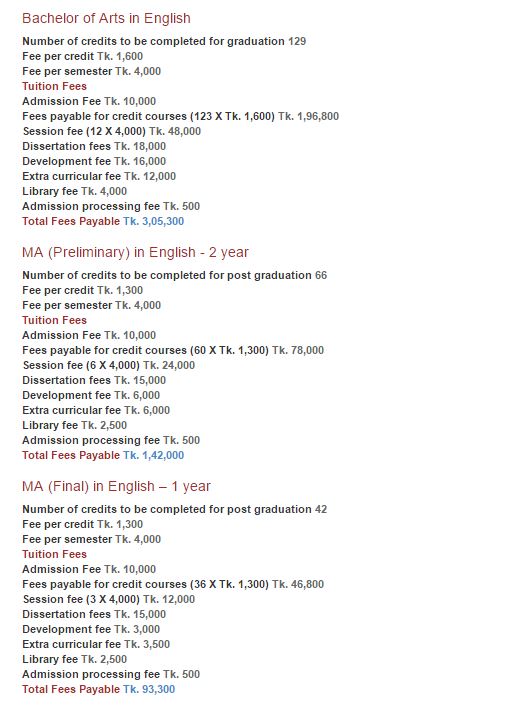 Bachelor of Arts in English
Number of credits to be completed for graduation 129
Fee per credit Tk. 1,600
Fee per semester Tk. 4,000
Tuition Fees
Admission Fee Tk. 10,000
Fees payable for credit courses (123 X Tk. 1,600) Tk. 1,96,800
Session fee (12 X 4,000) Tk. 48,000
Dissertation fees Tk. 18,000
Development fee Tk. 16,000
Extra curricular fee Tk. 12,000
Library fee Tk. 4,000
Admission processing fee Tk. 500
Total Fees Payable Tk. 3,05,300
MA (Preliminary) in English - 2 year
Number of credits to be completed for post graduation 66
Fee per credit Tk. 1,300
Fee per semester Tk. 4,000
Tuition Fees
Admission Fee Tk. 10,000
Fees payable for credit courses (60 X Tk. 1,300) Tk. 78,000
Session fee (6 X 4,000) Tk. 24,000
Dissertation fees Tk. 15,000
Development fee Tk. 6,000
Extra curricular fee Tk. 6,000
Library fee Tk. 2,500
Admission processing fee Tk. 500
Total Fees Payable Tk. 1,42,000
MA (Final) in English – 1 year
Number of credits to be completed for post graduation 42
Fee per credit Tk. 1,300
Fee per semester Tk. 4,000
Tuition Fees
Admission Fee Tk. 10,000
Fees payable for credit courses (36 X Tk. 1,300) Tk. 46,800
Session fee (3 X 4,000) Tk. 12,000
Dissertation fees Tk. 15,000
Development fee Tk. 3,000
Extra curricular fee Tk. 3,500
Library fee Tk. 2,500
Admission processing fee Tk. 500
Total Fees Payable Tk. 93,300